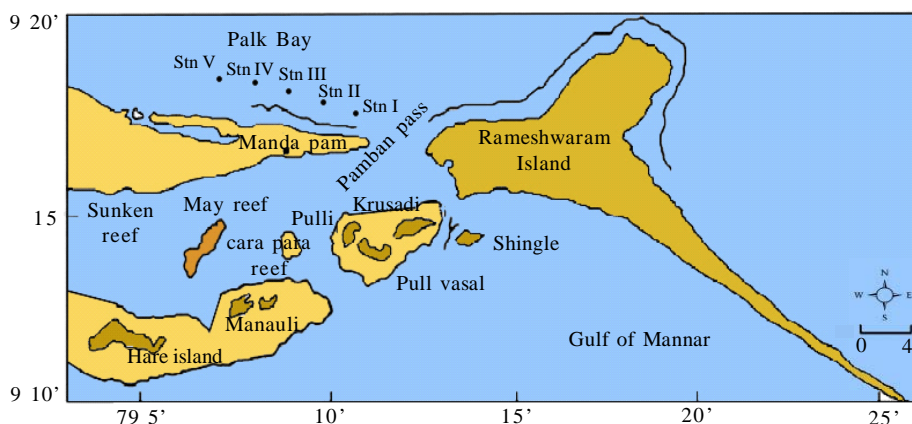 9 20’
Palk Bay
Stn V
Stn IV
Stn III
Stn II
Stn I
Pamban pass
Manda pam
Rameshwaram
Island
15
Sunken
reef
May reef
cara para
reef
Pulli
Krusadi
Shingle
Pull vasal
Manauli
Hare island
Gulf of Mannar
N
W
E
S
0
4
9 10’
79 5’
10’
15’
20’
25’